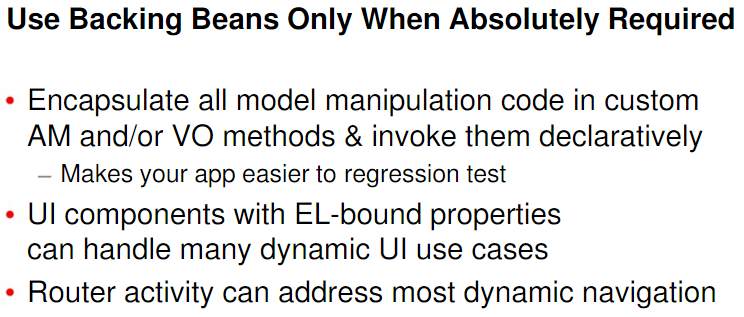 Use Backing Beans Only When Absolutely Required
• Encapsulate all model manipulation code in custom
AM and/or VO methods & invoke them declaratively
– Makes your app easier to regression test
• UI components with EL-bound properties
can handle many dynamic UI use cases
• Router activity can address most dynamic navigation